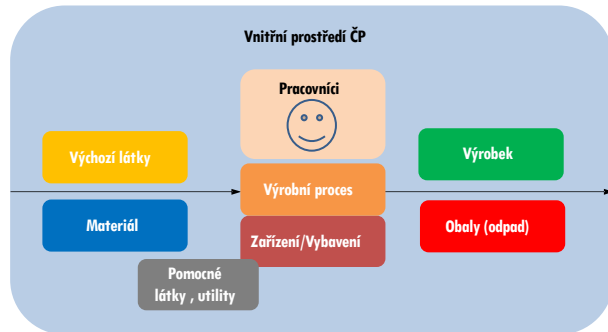 Vnitřní prostředí ČP
Pracovníci
Výchozí látky
Výrobek
Výrobní proces
Materiál
Obaly (odpad)
Zařízení/Vybavení
Pomocné
látky , utility